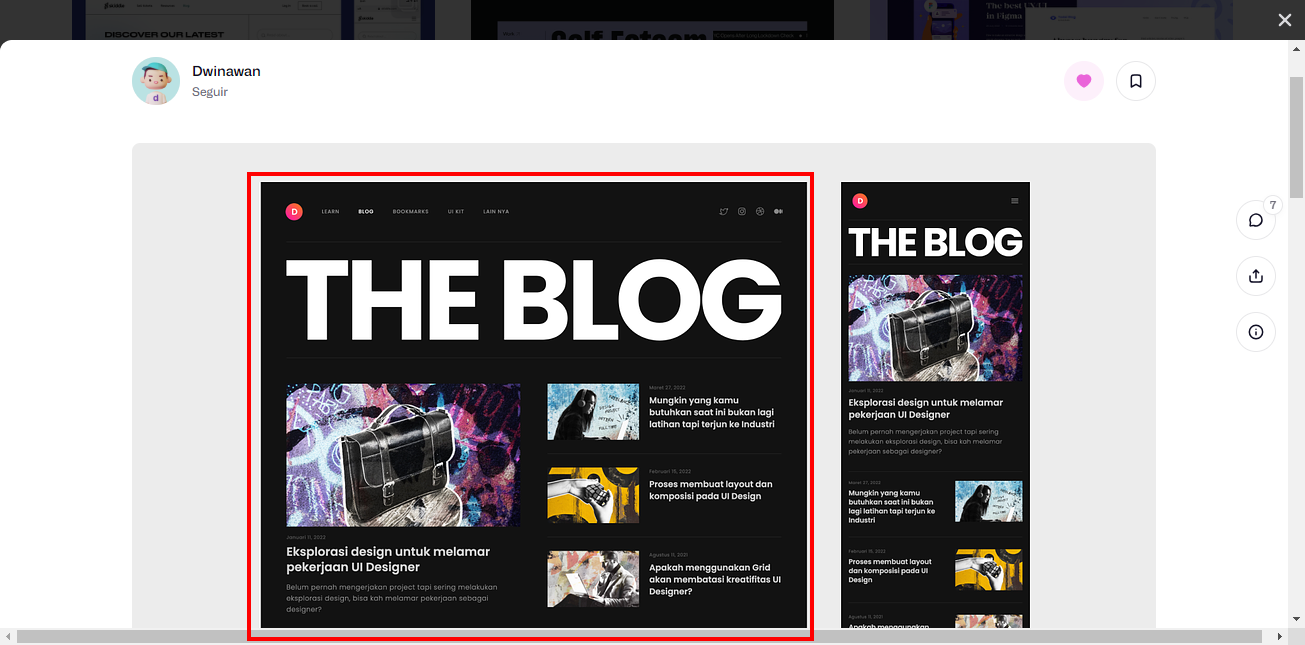 DISCOVER OUR LATEST
The best UI/UX
in Figma
Dwinawan
Seguir
7
D
LEARN
BLOG
BOOKMARKS
UI KIT
LAIN NYA
THE BLOG
Januari 11, 2022
Eksplorasi design untuk melamar
pekerjaan UI Designer
Belum pernah mengerjakan project tapi sering melakukan
eksplorasi design, bisa kah melamar pekerjaan sebagai
designer?
Maret 27, 2022
Mungkin yang kamu
butuhkan saat ini bukan lagi
latihan tapi terjun ke Industri
Februari 15, 2022
Proses membuat layout dan
komposisi pada UI Design
Agustus 11, 2021
Apakah menggunakan Grid
akan membatasi kreatifitas UI
Designer?
D
THE BLOG
Januari 11, 2022
Eksplorasi design untuk melamar
pekerjaan UI Designer
Belum pernah mengerjakan project tapi sering
melakukan eksplorasi design, bisa kah melamar
pekerjaan sebagai designer?
Maret 27, 2022
Mungkin yang kamu
butuhkan saat ini bukan
lagi latihan tapi terjun ke
Industri
Februari 15, 2022
Proses membuat layout
dan komposisi pada UI
Design
Agustus 11, 2021
Apakah menggunakan